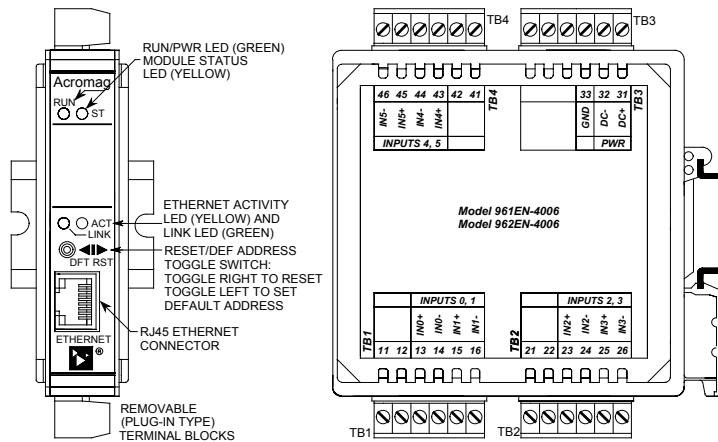 RUN/PWR LED (GREEN)
MODULE STATUS
LED (YELLOW)
Acromag
RUN
ST
ETHERNET ACTIVITY
LED (YELLOW) AND
LINK LED (GREEN)
ACT
LINK
RESET/DEF ADDRESS
TOGGLE SWITCH:
TOGGLE RIGHT TO RESET
TOGGLE LEFT TO SET
DEFAULT ADDRESS
DFT RST
RJ45 ETHERNET
CONNECTOR
ETHERNET
®
REMOVABLE
(PLUG-IN TYPE)
TERMINAL BLOCKS
TB4
TB3
46 45 44 43 42 41
TB4
33 32 31
TB3
IN5- IN5+ IN4- IN4+
GND DC- DC+
INPUTS 4, 5
PWR
Model 961EN-4006
Model 962EN-4006
INPUTS 0, 1
INPUTS 2, 3
TB1
IN0+ IN0- IN1+ IN1-
TB2
IN2+ IN2- IN3+ IN3-
11 12 13 14 15 16
21 22 23 24 25 26
TB1
TB2